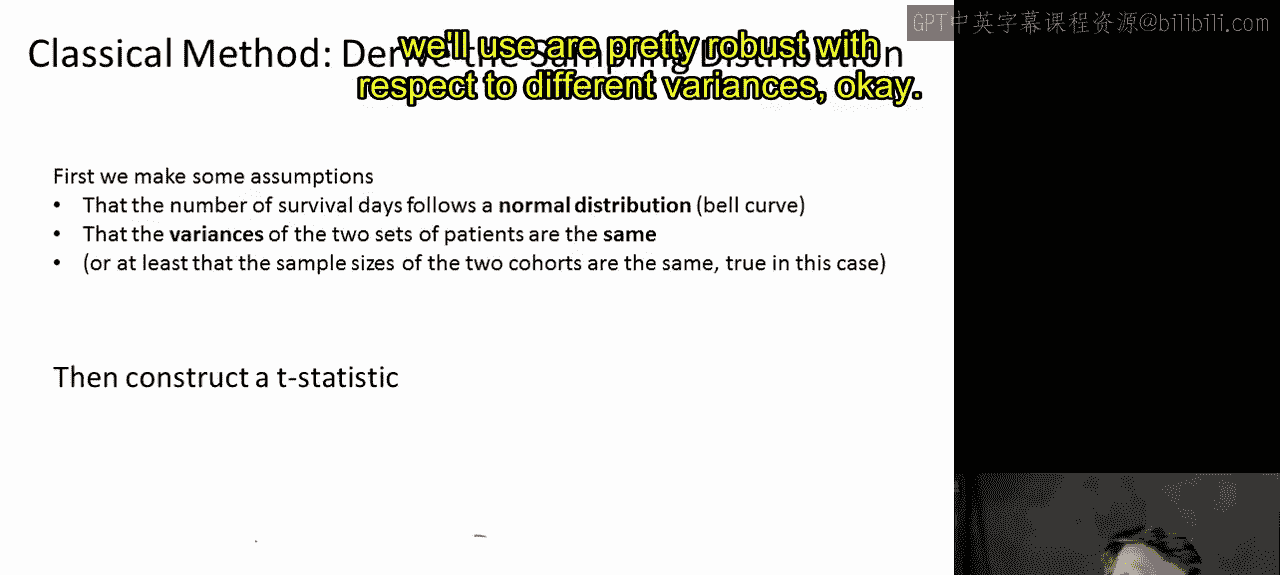 GPT中英字幕课程资源@bilibili.com
we'll use are pretty robust with
respect to different variances, okay.
Classical Method: Derive the Sampling Distribution
First we make some assumptions
• That the number of survival days follows a normal distribution (bell curve)
• That the variances of the two sets of patients are the same
• (or at least that the sample sizes of the two cohorts are the same, true in this case)
Then construct a t-statistic